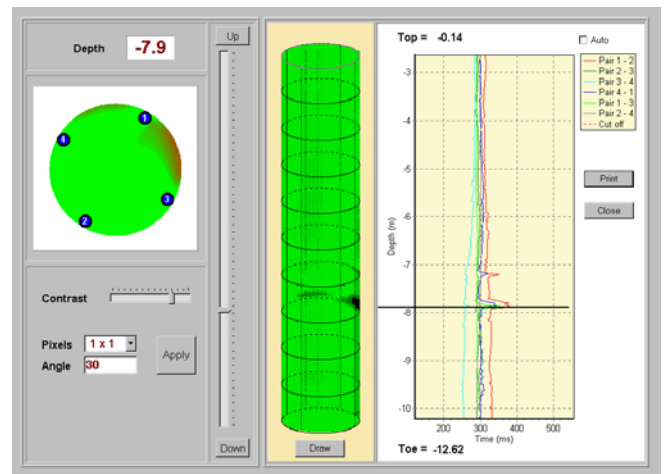 Depth
-7.9
1
4
3
2
Contrast
Pixels
1 x 1
Angle
30
Apply
Up
Down
Draw
Top = -0.14
Auto
Pair 1 - 2
Pair 2 - 3
Pair 3 - 4
Pair 4 - 1
Pair 1 - 3
Pair 2 - 4
Cut off
Print
Close
Depth (m)
-3
-4
-5
-6
-7
-8
-9
-10
200
300
400
500
Time (ms)
Toe = -12.62